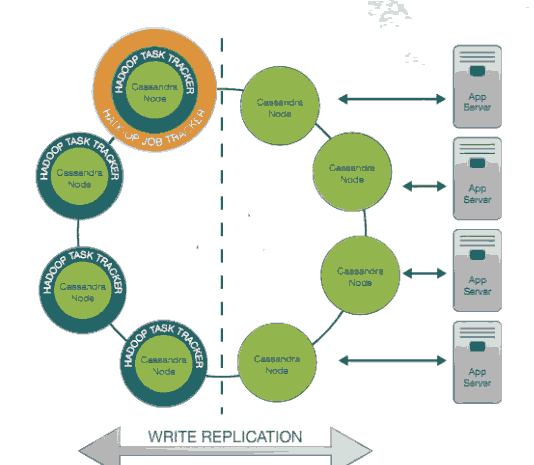 HADOOP TASK TRACKER
Cassandra
Node
HADOOP JOB TRACKER
Cassandra
Node
App
Server
HADOOP TASK TRACKER
Cassandra
Node
Cassandra
Node
App
Server
HADOOP TASK TRACKER
Cassandra
Node
Cassandra
Node
App
Server
HADOOP TASK TRACKER
Cassandra
Node
Cassandra
Node
App
Server
WRITE REPLICATION